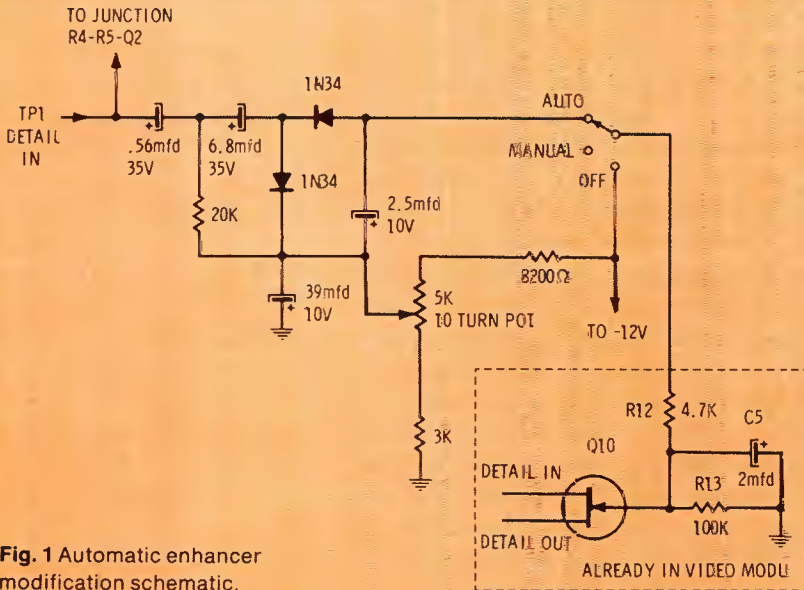 TO JUNCTION
R4-R5-Q2
TP1
DETAIL
IN
.56mfd
35V
6.8mfd
35V
1N34
1N34
20K
2.5mfd
10V
39mfd
10V
AUTO
MANUAL
OFF
8200Ω
5K
10 TURN POT
TO -12V
3K
R12
4.7K
C5
2mfd
Q10
R13
100K
DETAIL IN
DETAIL OUT
ALREADY IN VIDEO MODU
Fig. 1 Automatic enhancer
modification schematic.